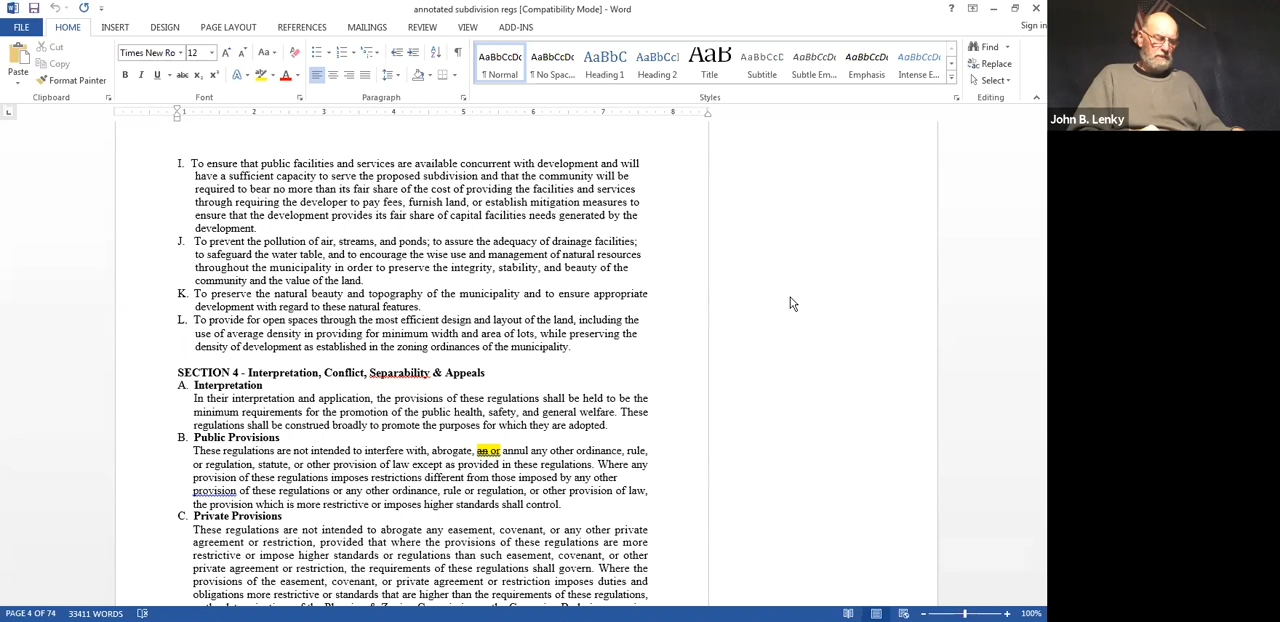 annotated subdivision regs [Compatibility Mode] - Word
Sign in
FILE HOME INSERT DESIGN PAGE LAYOUT REFERENCES MAILINGS REVIEW VIEW ADD-INS
Paste
Cut
Copy
Format Painter
Clipboard
Times New Ro 12
Font
Paragraph
AaBbCcDc AaBbCcDc AaBbC AaBbCc AaB AaBbCcC AaBbCcDc AaBbCcDc AaBbCcDc
¶ Normal ¶ No Spac... Heading 1 Heading 2 Title Subtitle Subtle Em... Emphasis Intense E...
Styles
Find
Replace
Select
Editing
1 2 3 4 5 6 7 8
I. To ensure that public facilities and services are available concurrent with development and will
have a sufficient capacity to serve the proposed subdivision and that the community will be
required to bear no more than its fair share of the cost of providing the facilities and services
through requiring the developer to pay fees, furnish land, or establish mitigation measures to
ensure that the development provides its fair share of capital facilities needs generated by the
development.
J. To prevent the pollution of air, streams, and ponds; to assure the adequacy of drainage facilities;
to safeguard the water table, and to encourage the wise use and management of natural resources
throughout the municipality in order to preserve the integrity, stability, and beauty of the
community and the value of the land.
K. To preserve the natural beauty and topography of the municipality and to ensure appropriate
development with regard to these natural features.
L. To provide for open spaces through the most efficient design and layout of the land, including the
use of average density in providing for minimum width and area of lots, while preserving the
density of development as established in the zoning ordinances of the municipality.
SECTION 4 - Interpretation, Conflict, Separability & Appeals
A. Interpretation
In their interpretation and application, the provisions of these regulations shall be held to be the
minimum requirements for the promotion of the public health, safety, and general welfare. These
regulations shall be construed broadly to promote the purposes for which they are adopted.
B. Public Provisions
These regulations are not intended to interfere with, abrogate, an or annul any other ordinance, rule,
or regulation, statute, or other provision of law except as provided in these regulations. Where any
provision of these regulations imposes restrictions different from those imposed by any other
provision of these regulations or any other ordinance, rule or regulation, or other provision of law,
the provision which is more restrictive or imposes higher standards shall control.
C. Private Provisions
These regulations are not intended to abrogate any easement, covenant, or any other private
agreement or restriction, provided that where the provisions of these regulations are more
restrictive or impose higher standards or regulations than such easement, covenant, or other
private agreement or restriction, the requirements of these regulations shall govern. Where the
provisions of the easement, covenant, or private agreement or restriction imposes duties and
obligations more restrictive or standards that are higher than the requirements of these regulations,
PAGE 4 OF 74 33411 WORDS 100%
John B. Lenky